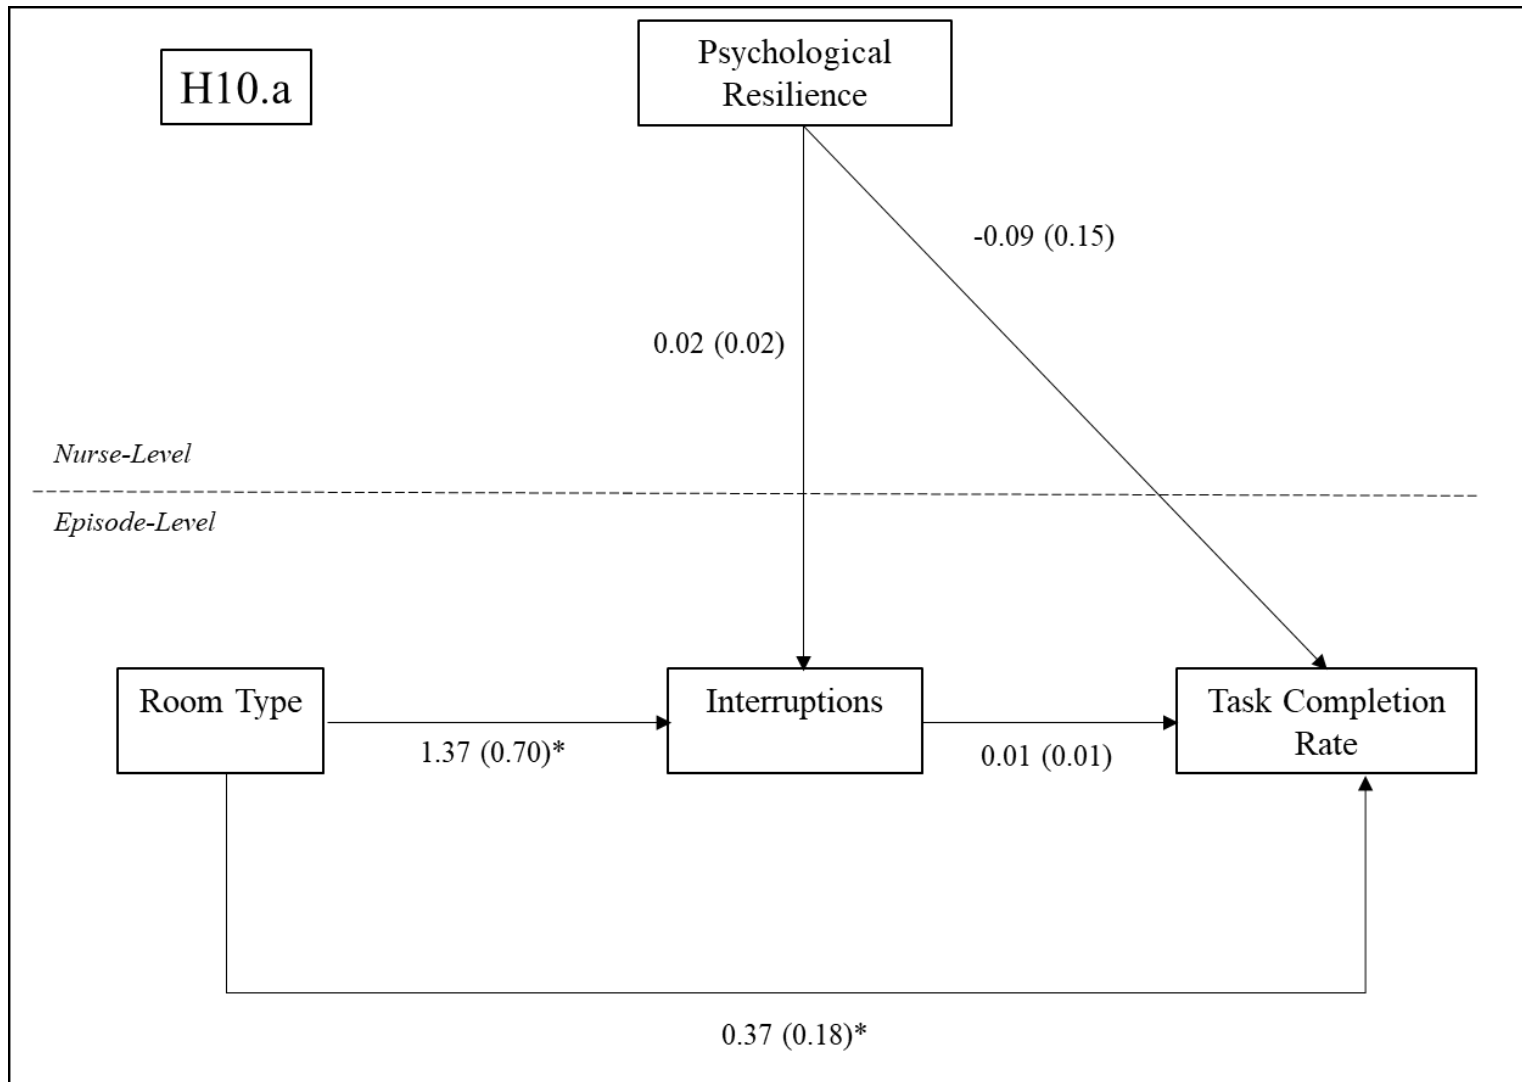 H10.a
Psychological
Resilience
-0.09 (0.15)
0.02 (0.02)
Nurse-Level
Episode-Level
Room Type
Interruptions
Task Completion
Rate
1.37 (0.70)*
0.01 (0.01)
0.37 (0.18)*